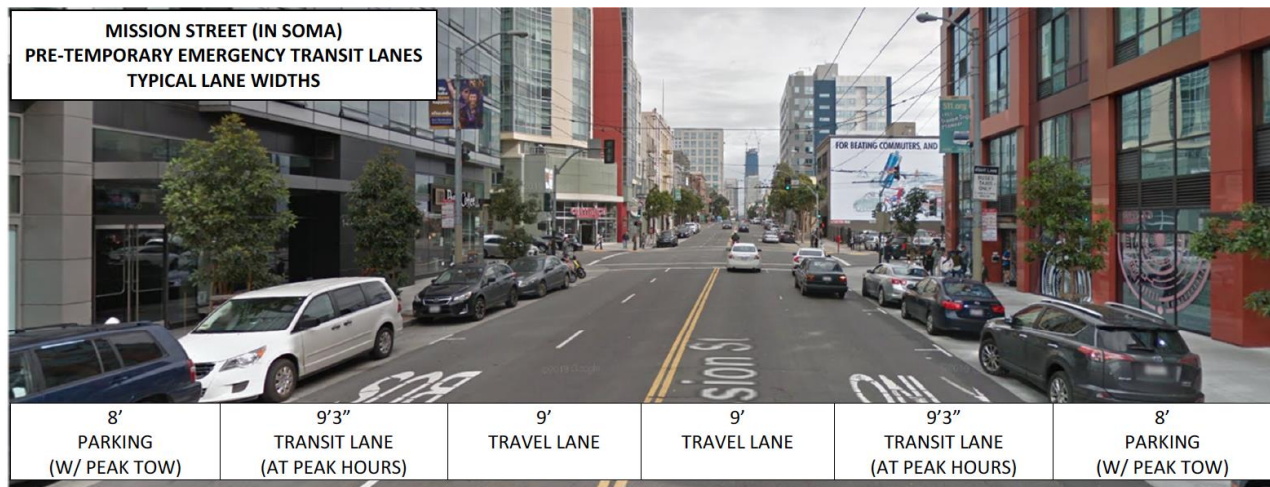 MISSION STREET (IN SOMA)
PRE-TEMPORARY EMERGENCY TRANSIT LANES
TYPICAL LANE WIDTHS
FOR BEATING COMMUTERS, AND
BUS
sion St
ONLY
8’
PARKING
(W/ PEAK TOW)
9’3”
TRANSIT LANE
(AT PEAK HOURS)
9’
TRAVEL LANE
9’
TRAVEL LANE
9’3”
TRANSIT LANE
(AT PEAK HOURS)
8’
PARKING
(W/ PEAK TOW)